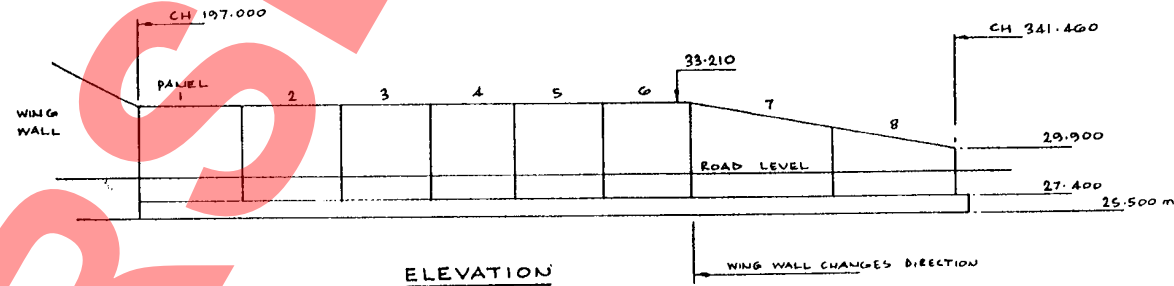 CH 197.000
CH 341.460
33.210
PANEL
1
2
3
4
5
6
7
8
WING
WALL
29.900
ROAD LEVEL
27.400
25.500 m
ELEVATION
WING WALL CHANGES DIRECTION